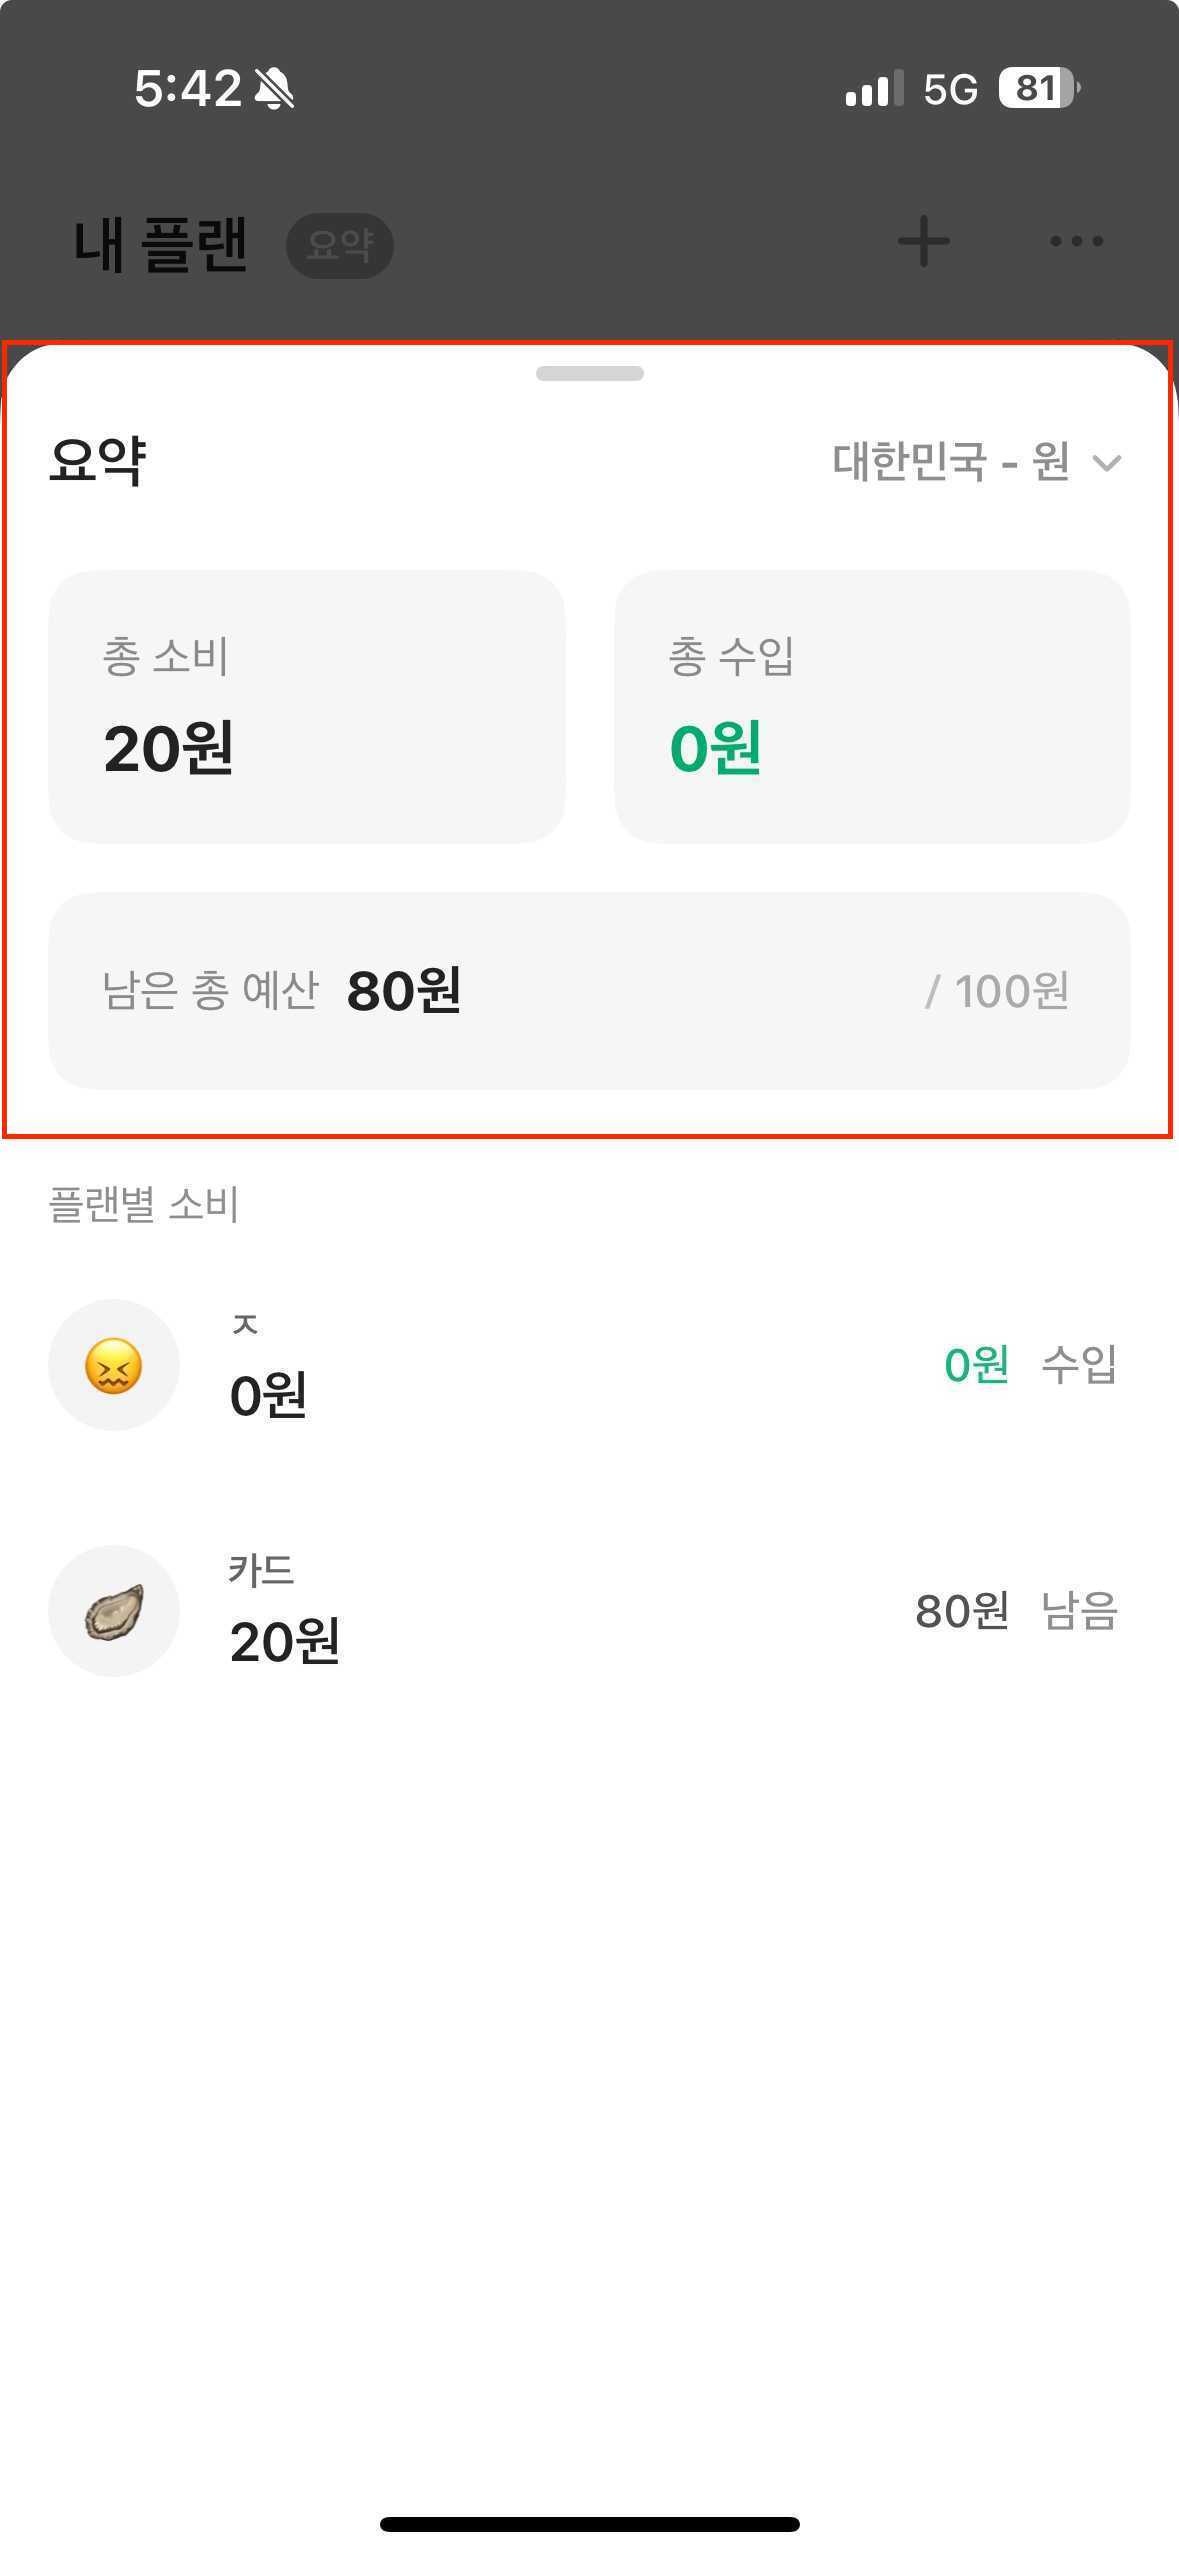 5:42 5G 81
내 플랜 요약
요약 대한민국 - 원
총 소비 총 수입
20원 0원
남은 총 예산 80원 / 100원
플랜별 소비
ㅈ
0원 0원 수입
카드
20원 80원 남음